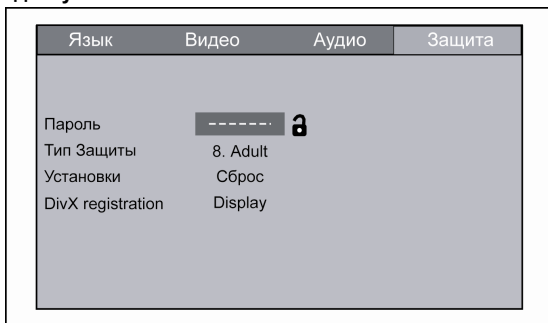 Язык Видео Аудио Защита
Пароль ------
Тип Защиты 8. Adult
Установки Сброс
DivX registration Display